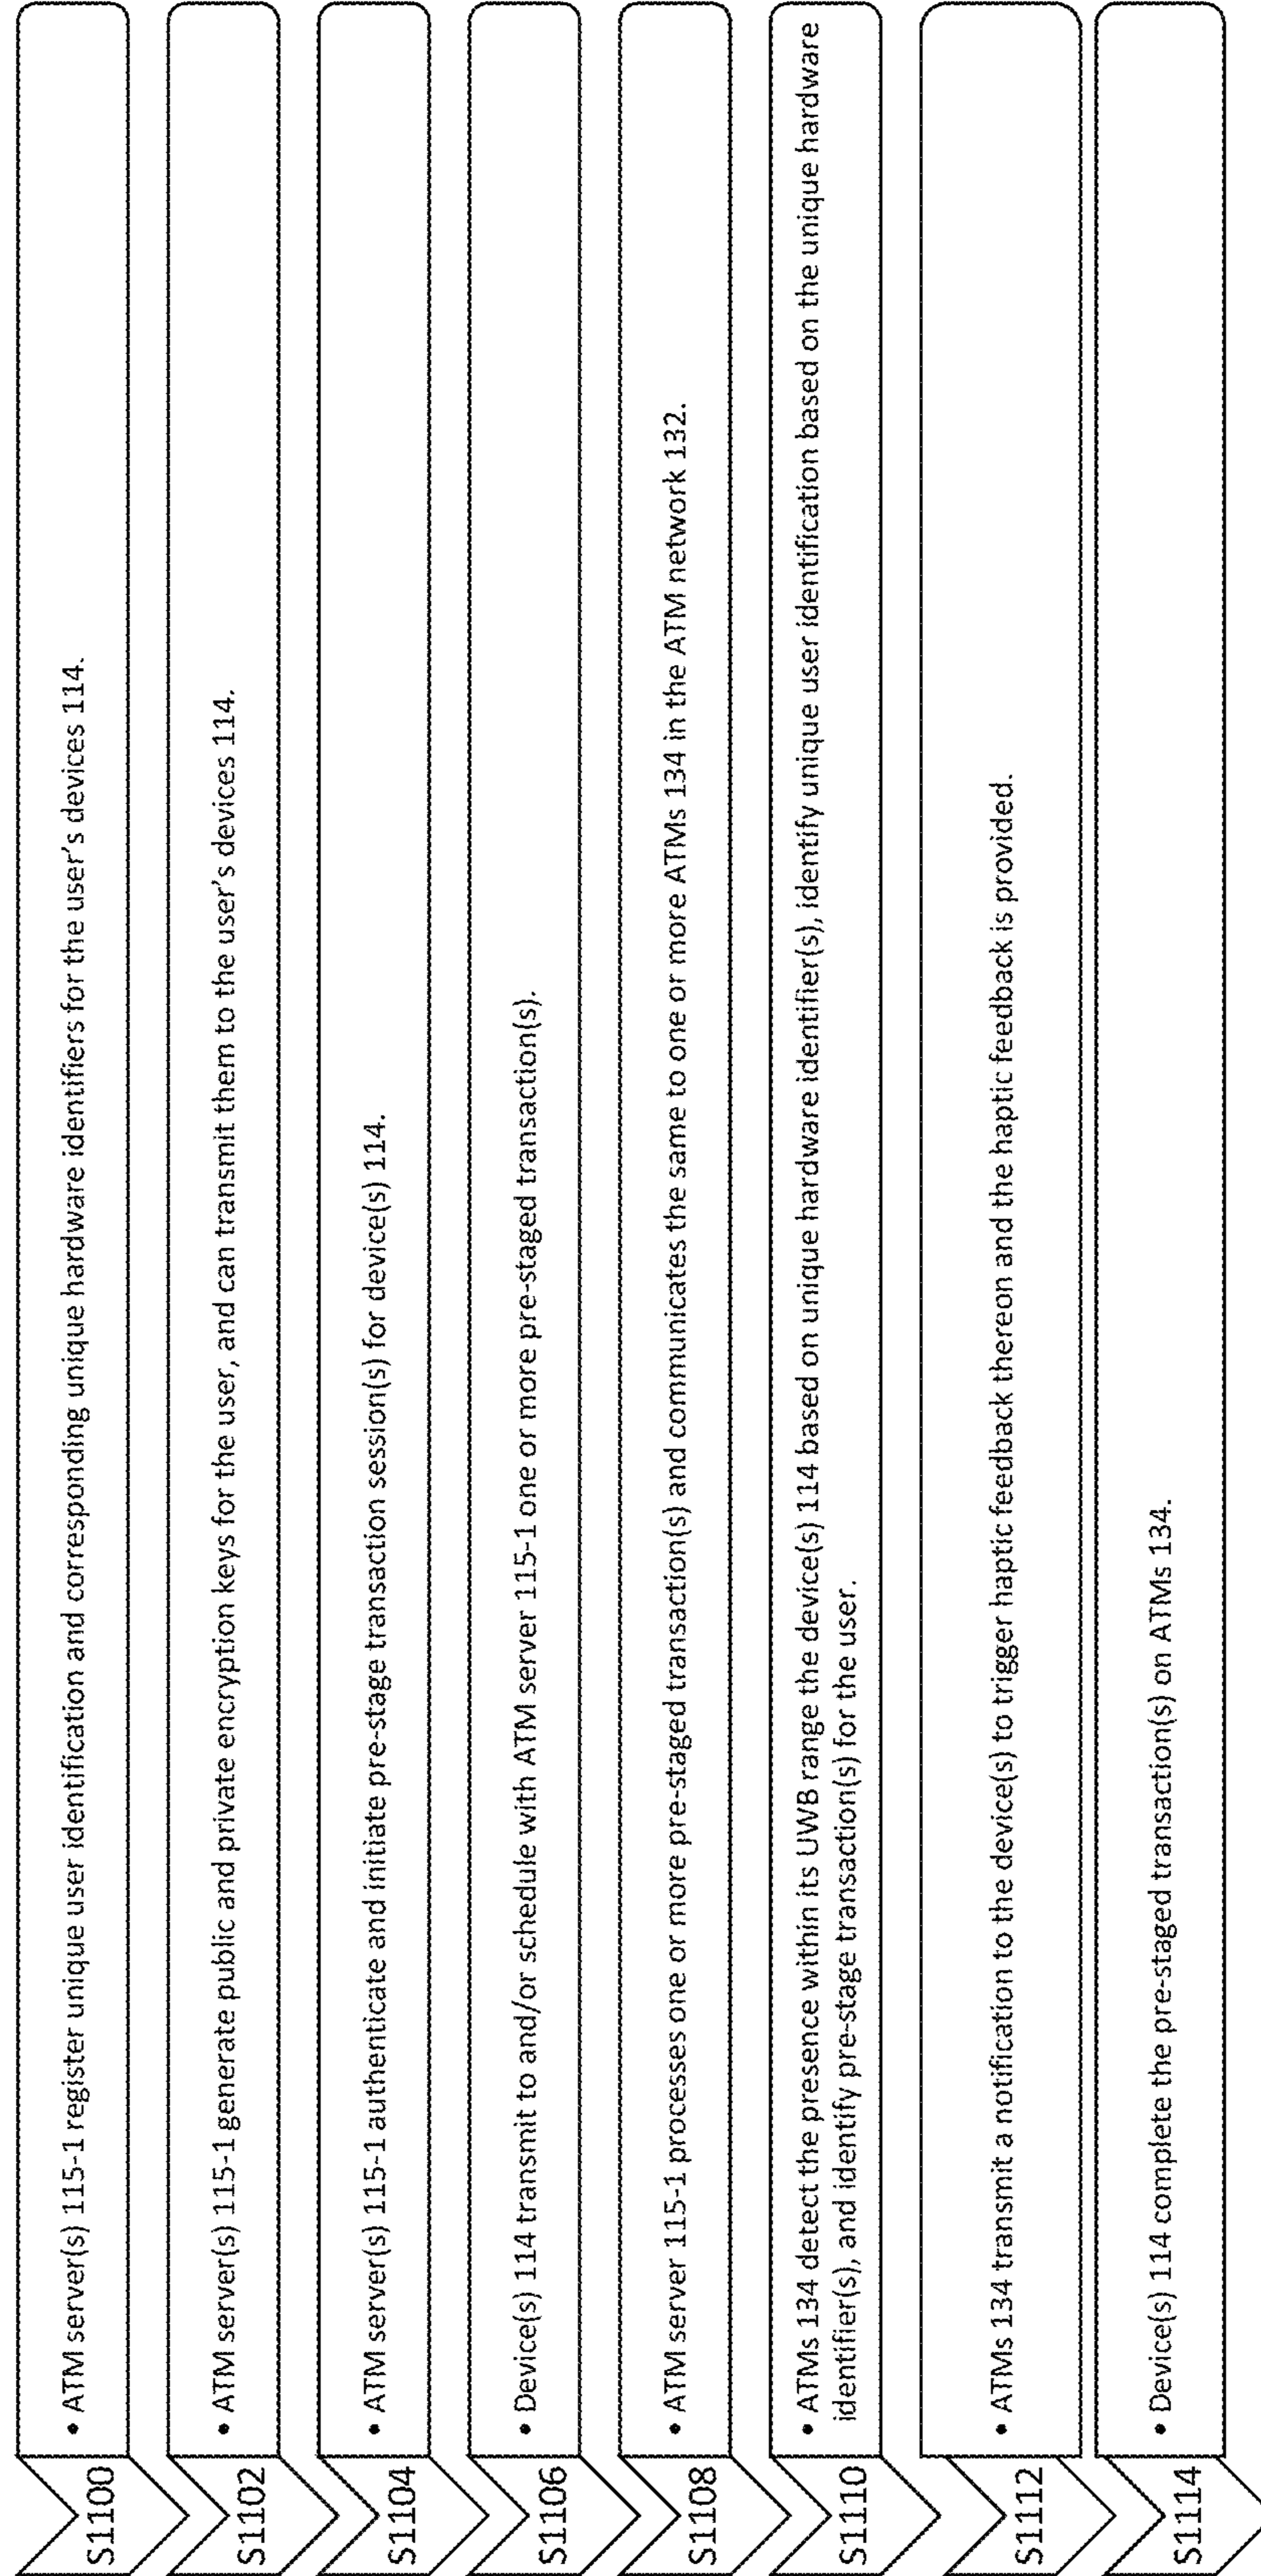 S1100
• ATM server(s) 115-1 register unique user identification and corresponding unique hardware identifiers for the user's devices 114.
S1102
• ATM server(s) 115-1 generate public and private encryption keys for the user, and can transmit them to the user's devices 114.
S1104
• ATM server(s) 115-1 authenticate and initiate pre-stage transaction session(s) for device(s) 114.
S1106
• Device(s) 114 transmit to and/or schedule with ATM server 115-1 one or more pre-staged transaction(s).
S1108
• ATM server 115-1 processes one or more pre-staged transaction(s) and communicates the same to one or more ATMs 134 in the ATM network 132.
S1110
• ATMs 134 detect the presence within its UWB range the device(s) 114 based on unique hardware identifier(s), identify unique user identification based on the unique hardware
identifier(s), and identify pre-stage transaction(s) for the user.
S1112
• ATMs 134 transmit a notification to the device(s) to trigger haptic feedback thereon and the haptic feedback is provided.
S1114
• Device(s) 114 complete the pre-staged transaction(s) on ATMs 134.